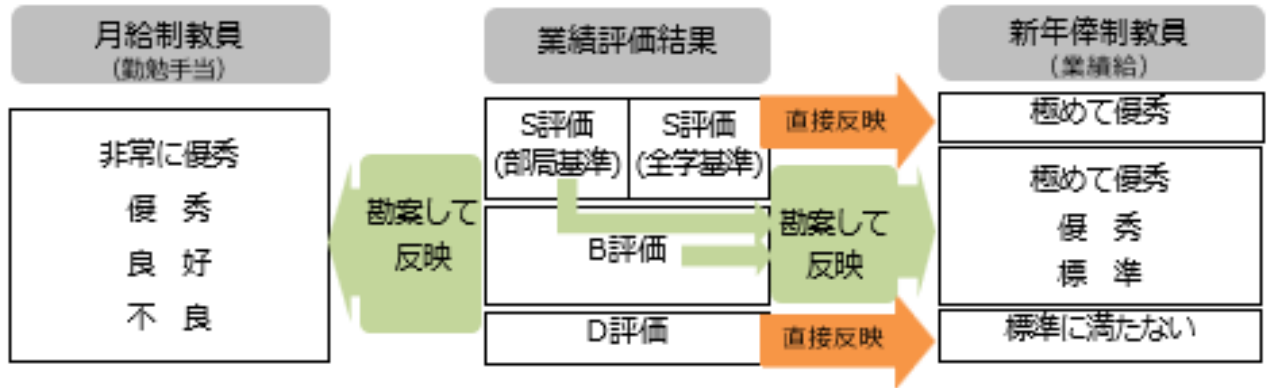 月給制教員
(勤勉手当)
非常に優秀
優 秀
良 好
不 良
勘案して
反映
業績評価結果
S評価
(部局基準)
S評価
(全学基準)
B評価
D評価
直接反映
勘案して
反映
直接反映
新年俸制教員
(業績給)
極めて優秀
極めて優秀
優 秀
標 準
標準に満たない